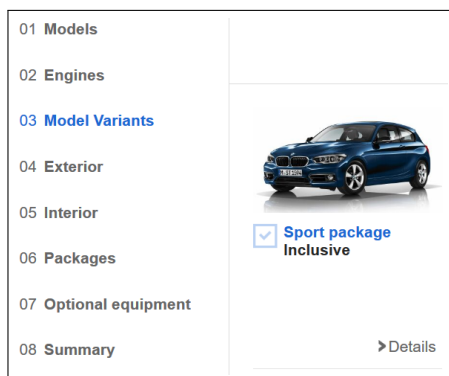 01 Models
02 Engines
03 Model Variants
04 Exterior
05 Interior
06 Packages
07 Optional equipment
08 Summary
Sport package
Inclusive
Details